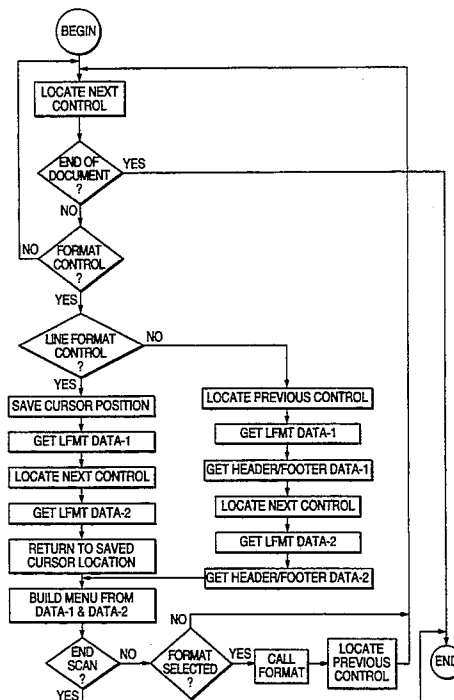 BEGIN
LOCATE NEXT
CONTROL
END OF
DOCUMENT
?
YES
NO
FORMAT
CONTROL
?
NO
YES
LINE FORMAT
CONTROL
?
NO
YES
SAVE CURSOR POSITION
GET LFMT DATA-1
LOCATE NEXT CONTROL
GET LFMT DATA-2
RETURN TO SAVED
CURSOR LOCATION
LOCATE PREVIOUS CONTROL
GET LFMT DATA-1
GET HEADER/FOOTER DATA-1
LOCATE NEXT CONTROL
GET LFMT DATA-2
GET HEADER/FOOTER DATA-2
BUILD MENU FROM
DATA-1 & DATA-2
END
SCAN
?
NO
YES
FORMAT
SELECTED
?
NO
YES
CALL
FORMAT
LOCATE
PREVIOUS
CONTROL
END